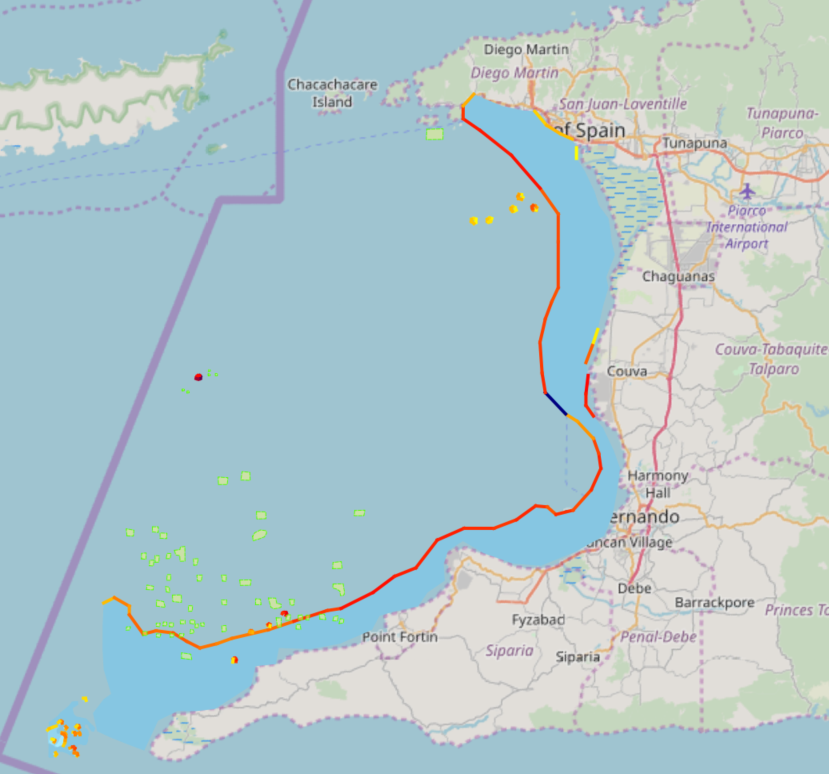 Diego Martin
Diego Martin
Chacachacare
Island
San Juan-Laventille
of Spain
Tunapuna
Tunapuna-
Piarco
Piarco
International
Airport
Chaguanas
Couva
Couva-Tabaquite
Talparo
Harmony
Hall
ernando
uncan Village
Debe
Barrackpore
Princes To
Fyzabad
Point Fortin
Penal-Debe
Siparia
Siparia